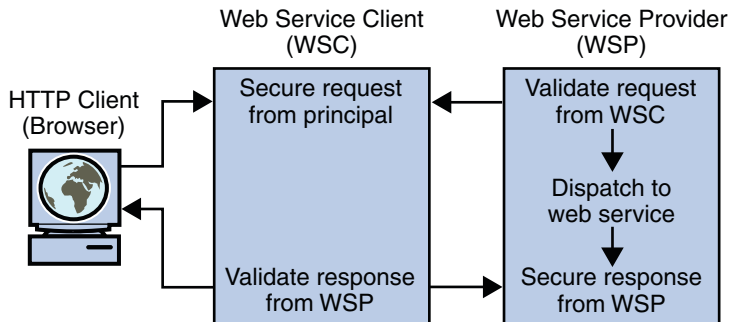 Web Service Client
(WSC)
Web Service Provider
(WSP)
HTTP Client
(Browser)
Secure request
from principal
Validate response
from WSP
Validate request
from WSC
Dispatch to
web service
Secure response
from WSP